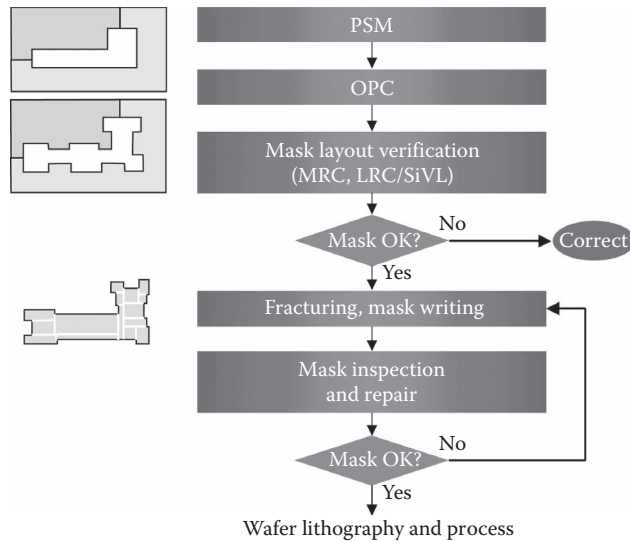 PSM
OPC
Mask layout verification
(MRC, LRC/SiVL)
Mask OK?
No
Correct
Yes
Fracturing, mask writing
Mask inspection
and repair
Mask OK?
No
Yes
Wafer lithography and process